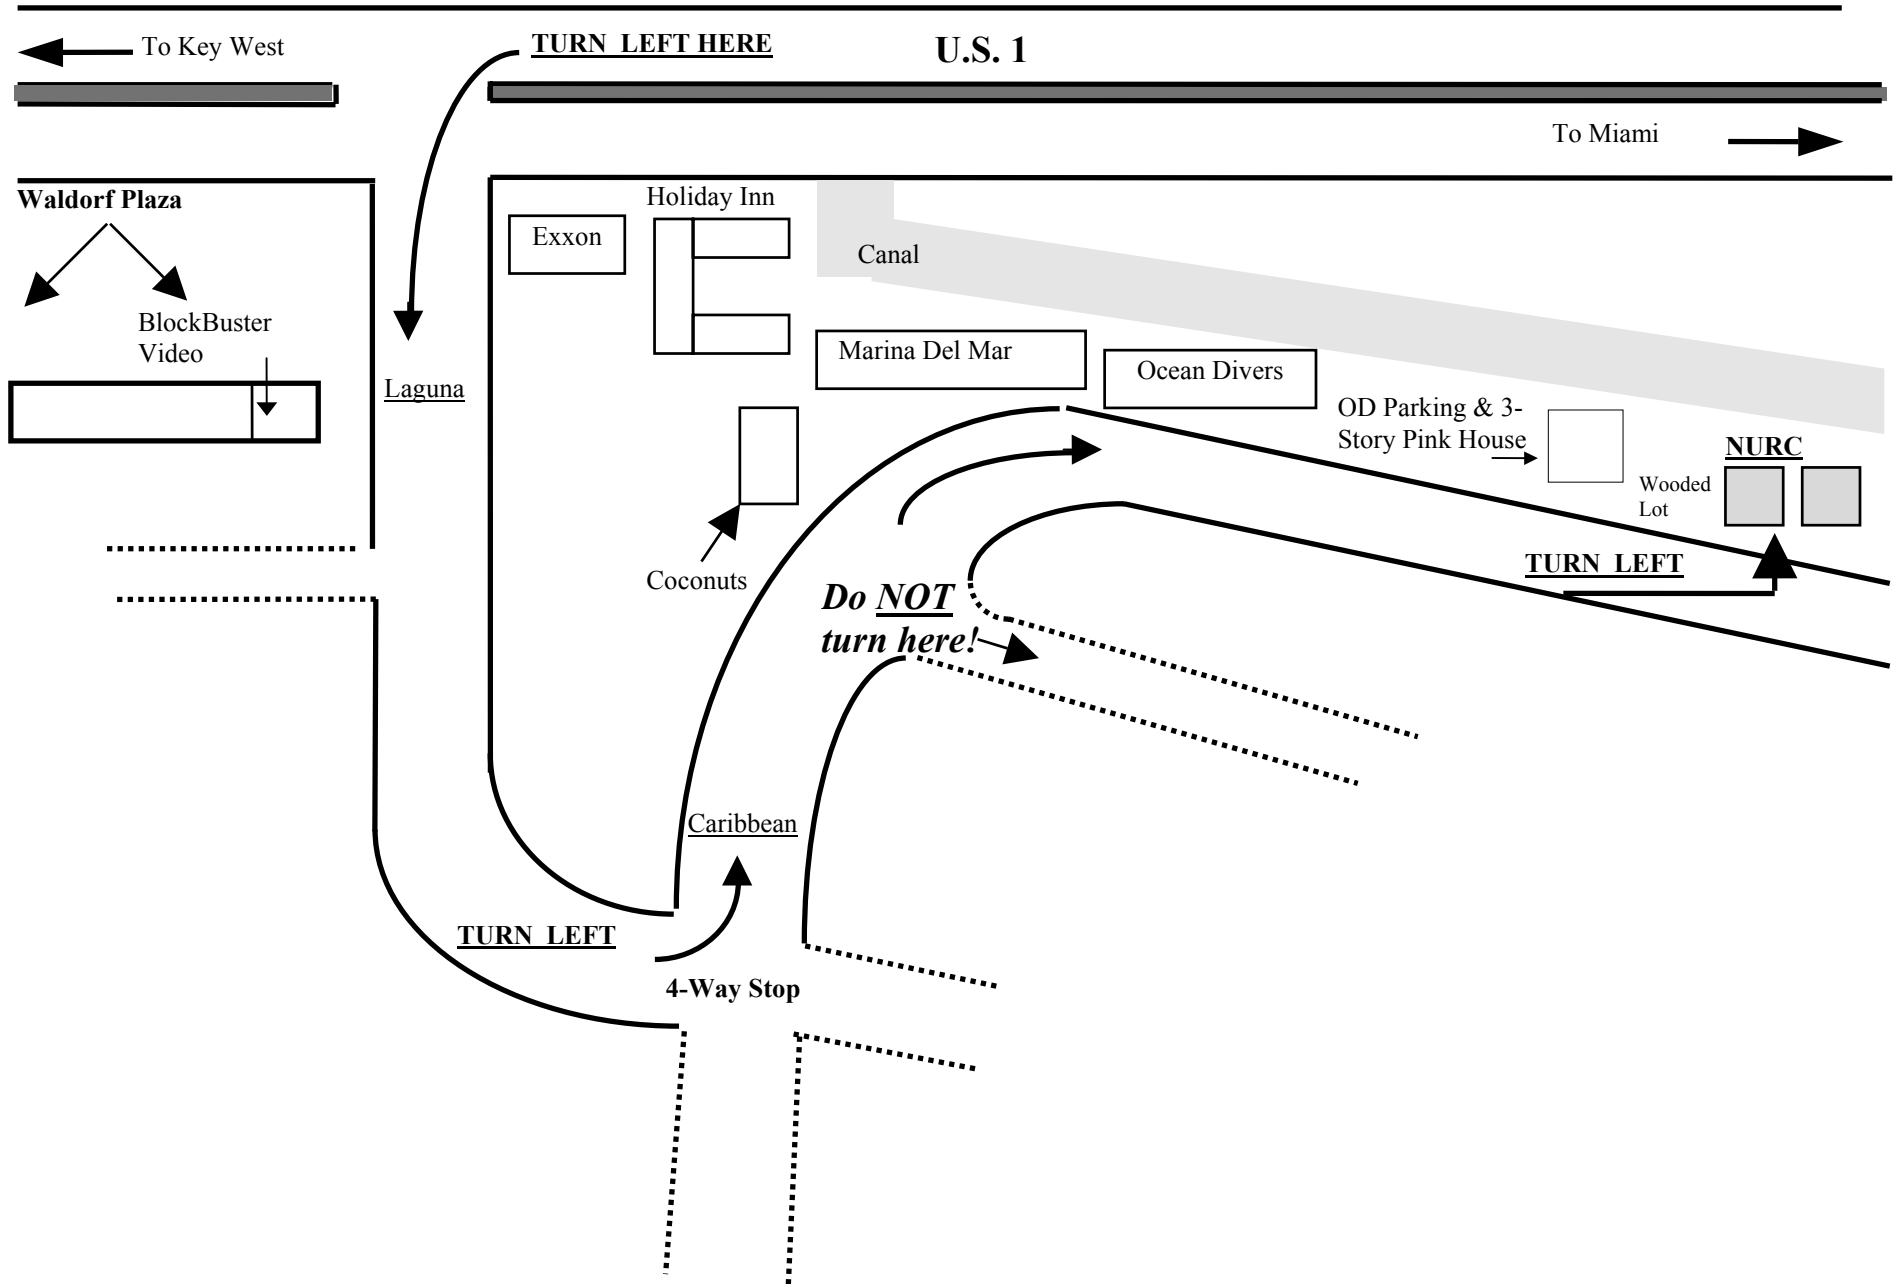 To Key West
TURN LEFT HERE
U.S. 1
To Miami
Waldorf Plaza
Holiday Inn
Exxon
Canal
BlockBuster
Video
Laguna
Marina Del Mar
Ocean Divers
OD Parking & 3-
Story Pink House
NURC
Wooded
Lot
TURN LEFT
Coconuts
Do NOT
turn here!
Caribbean
TURN LEFT
4-Way Stop